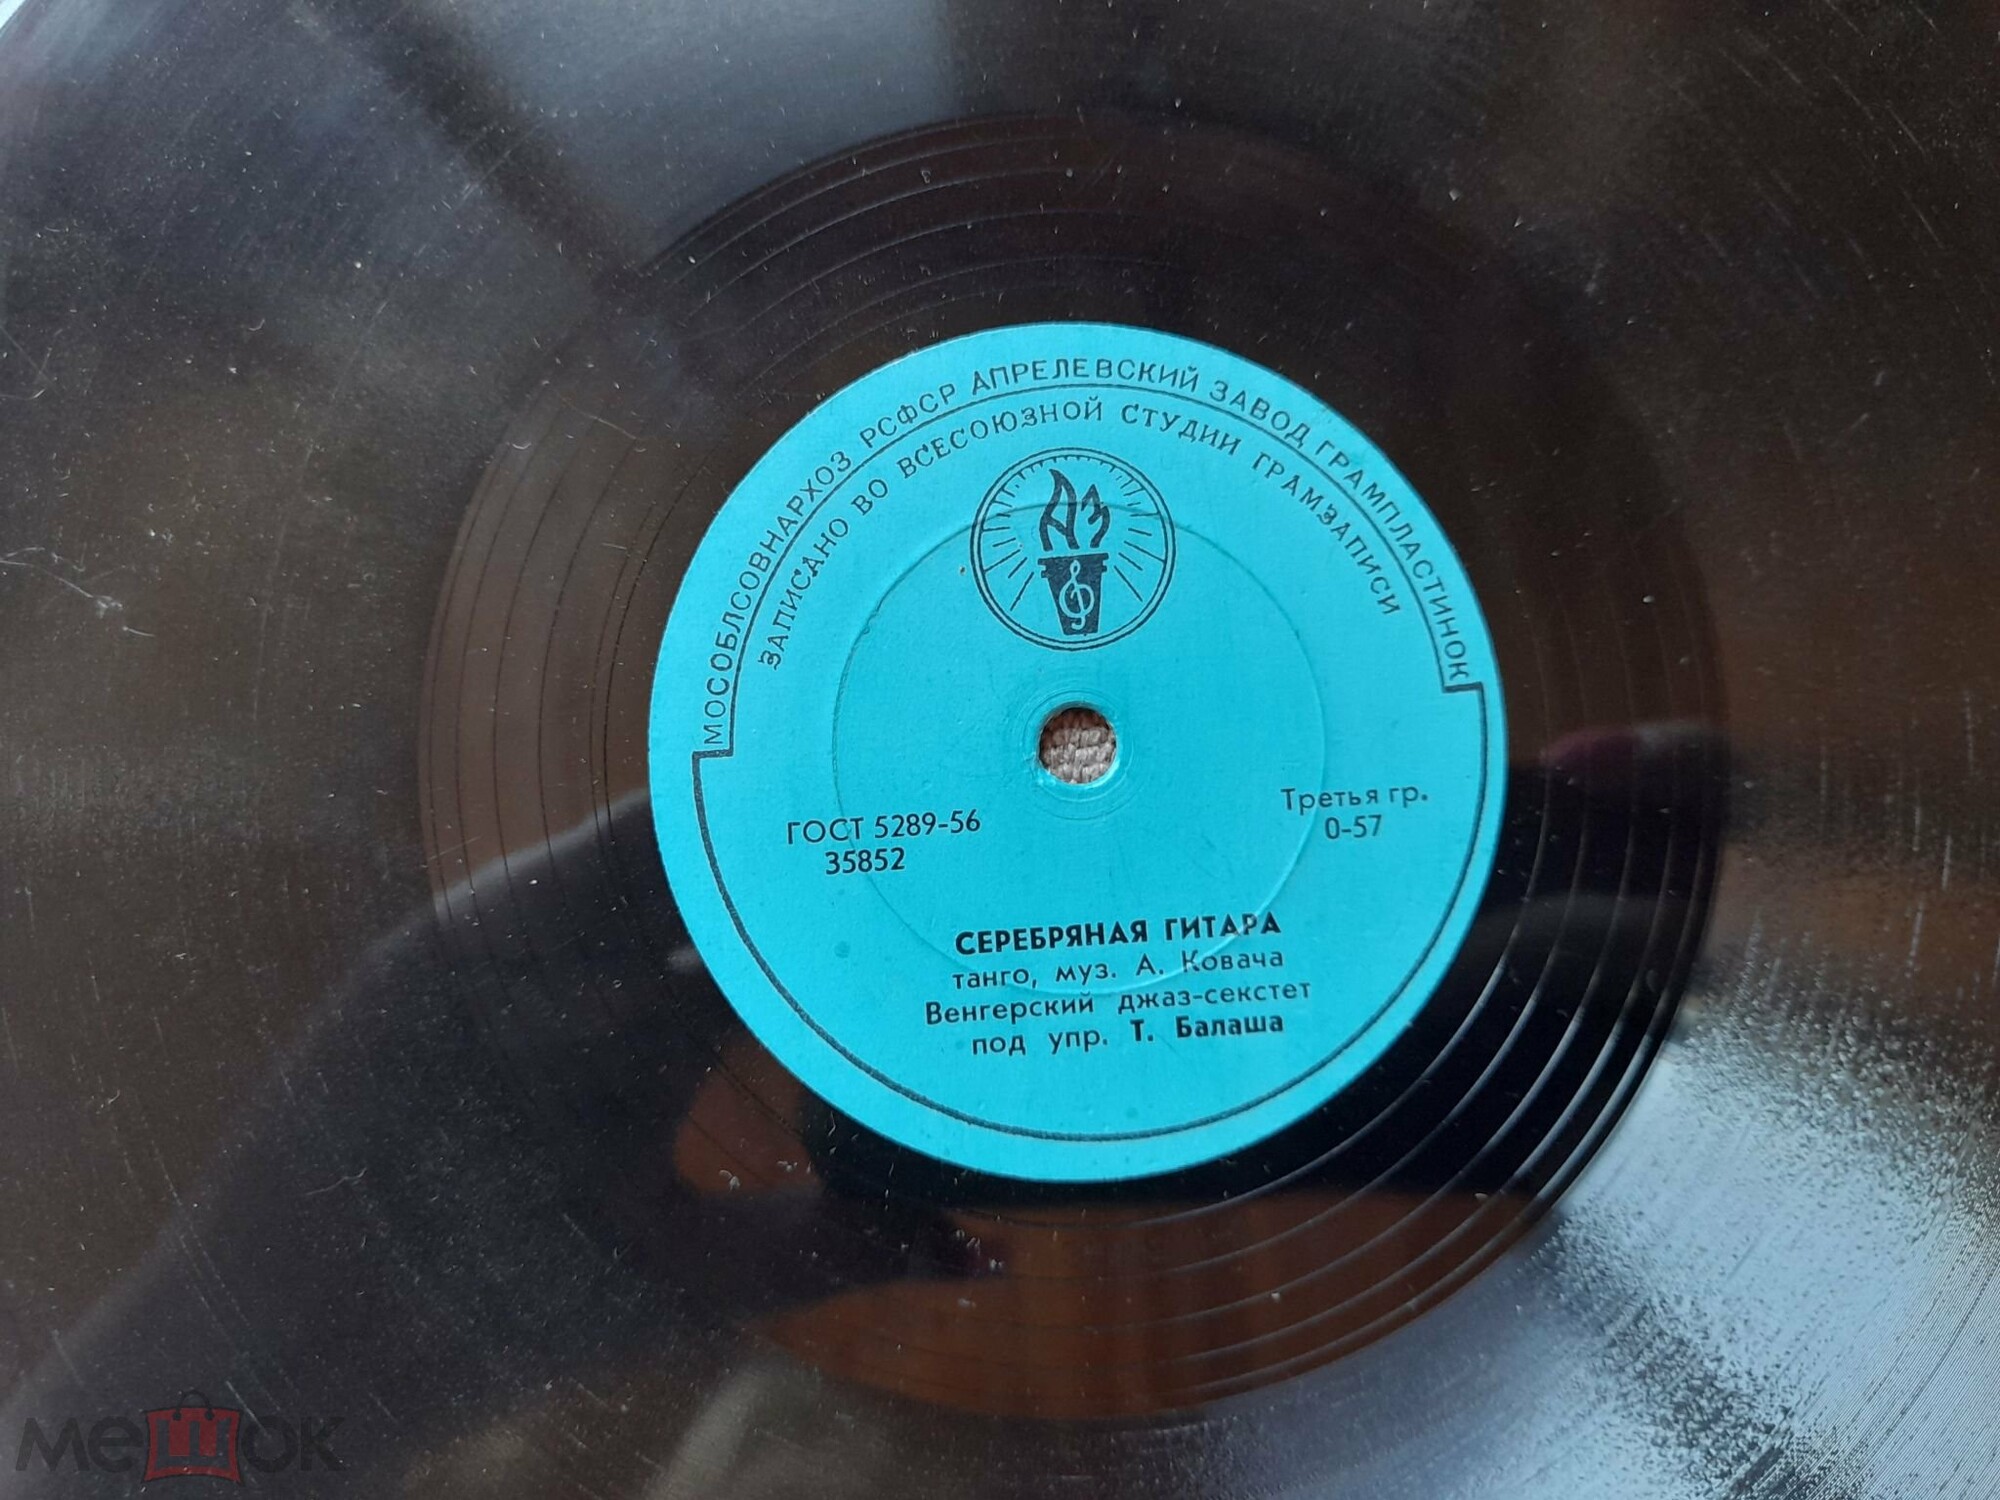 МОСОБЛСОВНАРХОЗ РСФСР АПРЕЛЕВСКИЙ ЗАВОД ГРАМПЛАСТИНОК
ЗАПИСАНО ВО ВСЕСОЮЗНОЙ СТУДИИ ГРАМЗАПИСИ
АЗ
ГОСТ 5289-56
35852
Третья гр.
0-57
СЕРЕБРЯНАЯ ГИТАРА
танго, муз. А. Ковача
Венгерский джаз-секстет
под упр. Т. Балаша
мешок